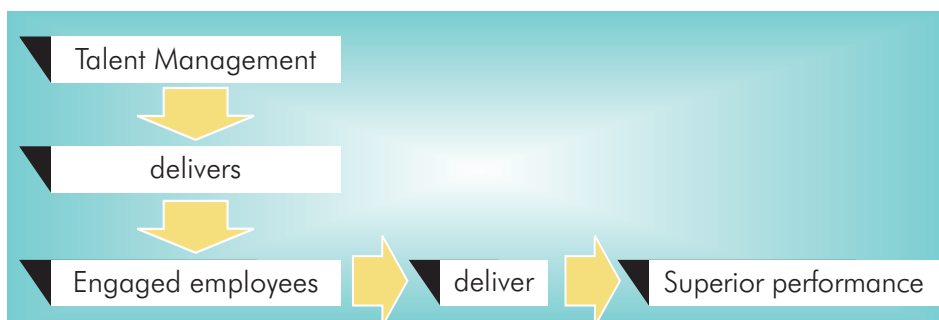 Talent Management
delivers
Engaged employees
deliver
Superior performance